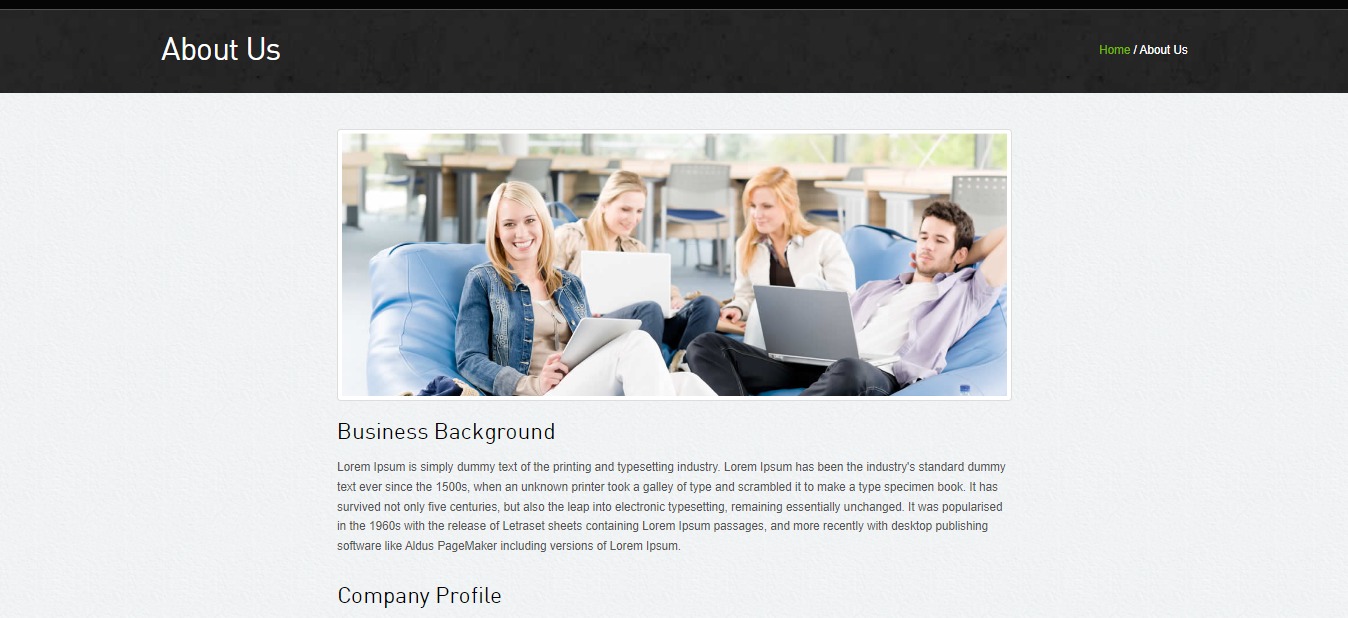 About Us
Home / About Us
Business Background
Lorem Ipsum is simply dummy text of the printing and typesetting industry. Lorem Ipsum has been the industry's standard dummy
text ever since the 1500s, when an unknown printer took a galley of type and scrambled it to make a type specimen book. It has
survived not only five centuries, but also the leap into electronic typesetting, remaining essentially unchanged. It was popularised
in the 1960s with the release of Letraset sheets containing Lorem Ipsum passages, and more recently with desktop publishing
software like Aldus PageMaker including versions of Lorem Ipsum.
Company Profile